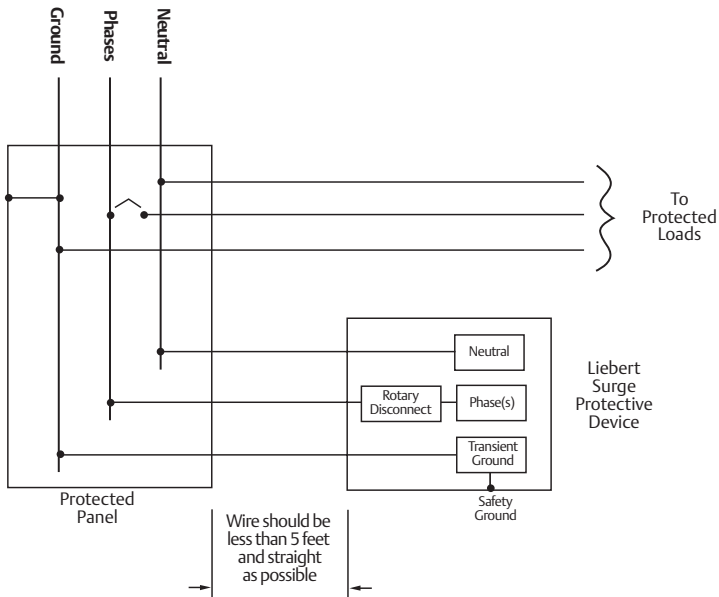 Ground
Phases
Neutral
To
Protected
Loads
Neutral
Rotary
Disconnect
Phase(s)
Transient
Ground
Safety
Ground
Liebert
Surge
Protective
Device
Protected
Panel
Wire should be
less than 5 feet
and straight
as possible